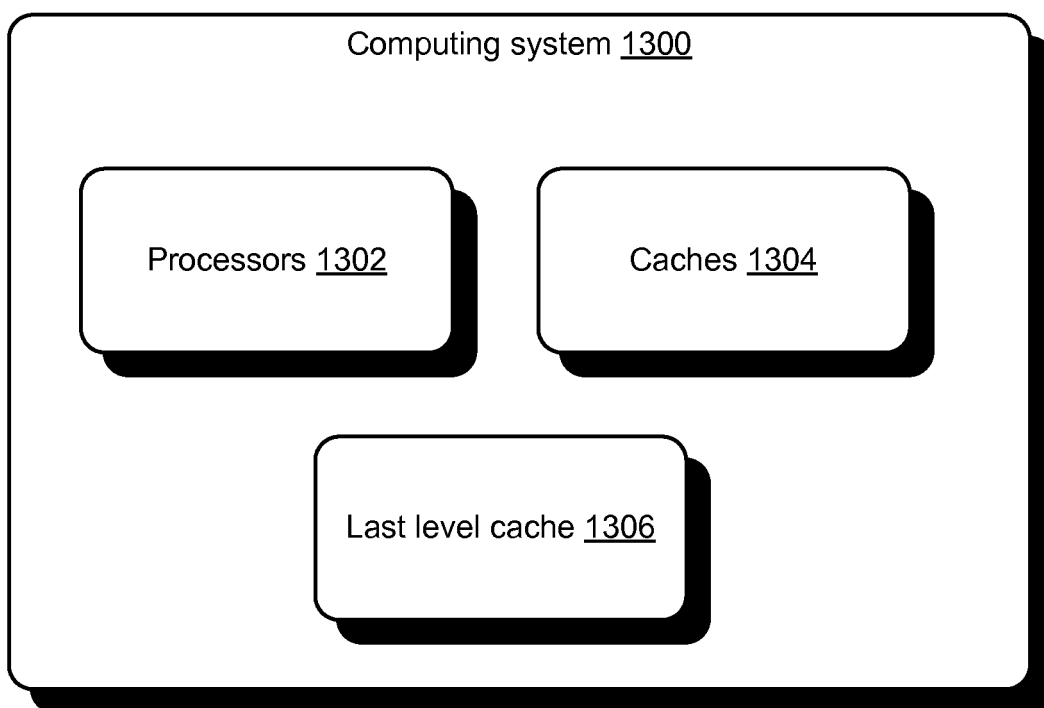 Computing system 1300
Processors 1302
Caches 1304
Last level cache 1306